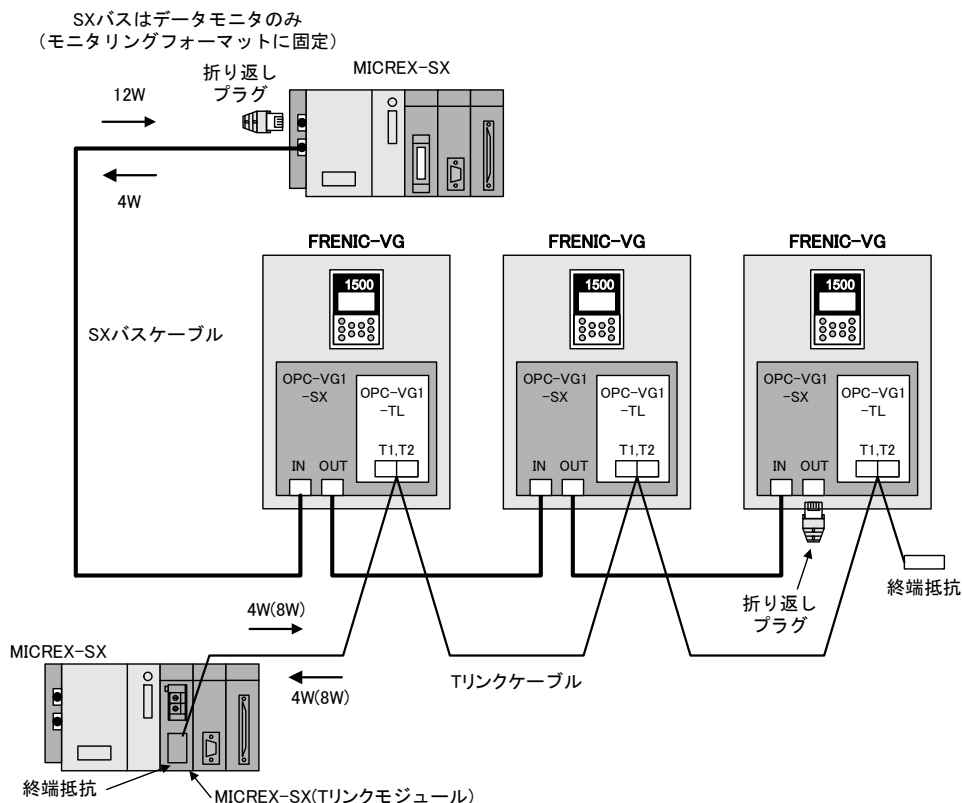 SXバスはデータモニタのみ
(モニタリングフォーマットに固定)
MICREX-SX
折り返し
プラグ
12W
4W
FRENIC-VG
FRENIC-VG
FRENIC-VG
1500
1500
1500
SXバスケーブル
OPC-VG1
-SX
OPC-VG1
-TL
T1,T2
IN OUT
OPC-VG1
-SX
OPC-VG1
-TL
T1,T2
IN OUT
OPC-VG1
-SX
OPC-VG1
-TL
T1,T2
IN OUT
終端抵抗
折り返し
プラグ
4W(8W)
4W(8W)
Tリンクケーブル
MICREX-SX
終端抵抗
MICREX-SX(Tリンクモジュール)